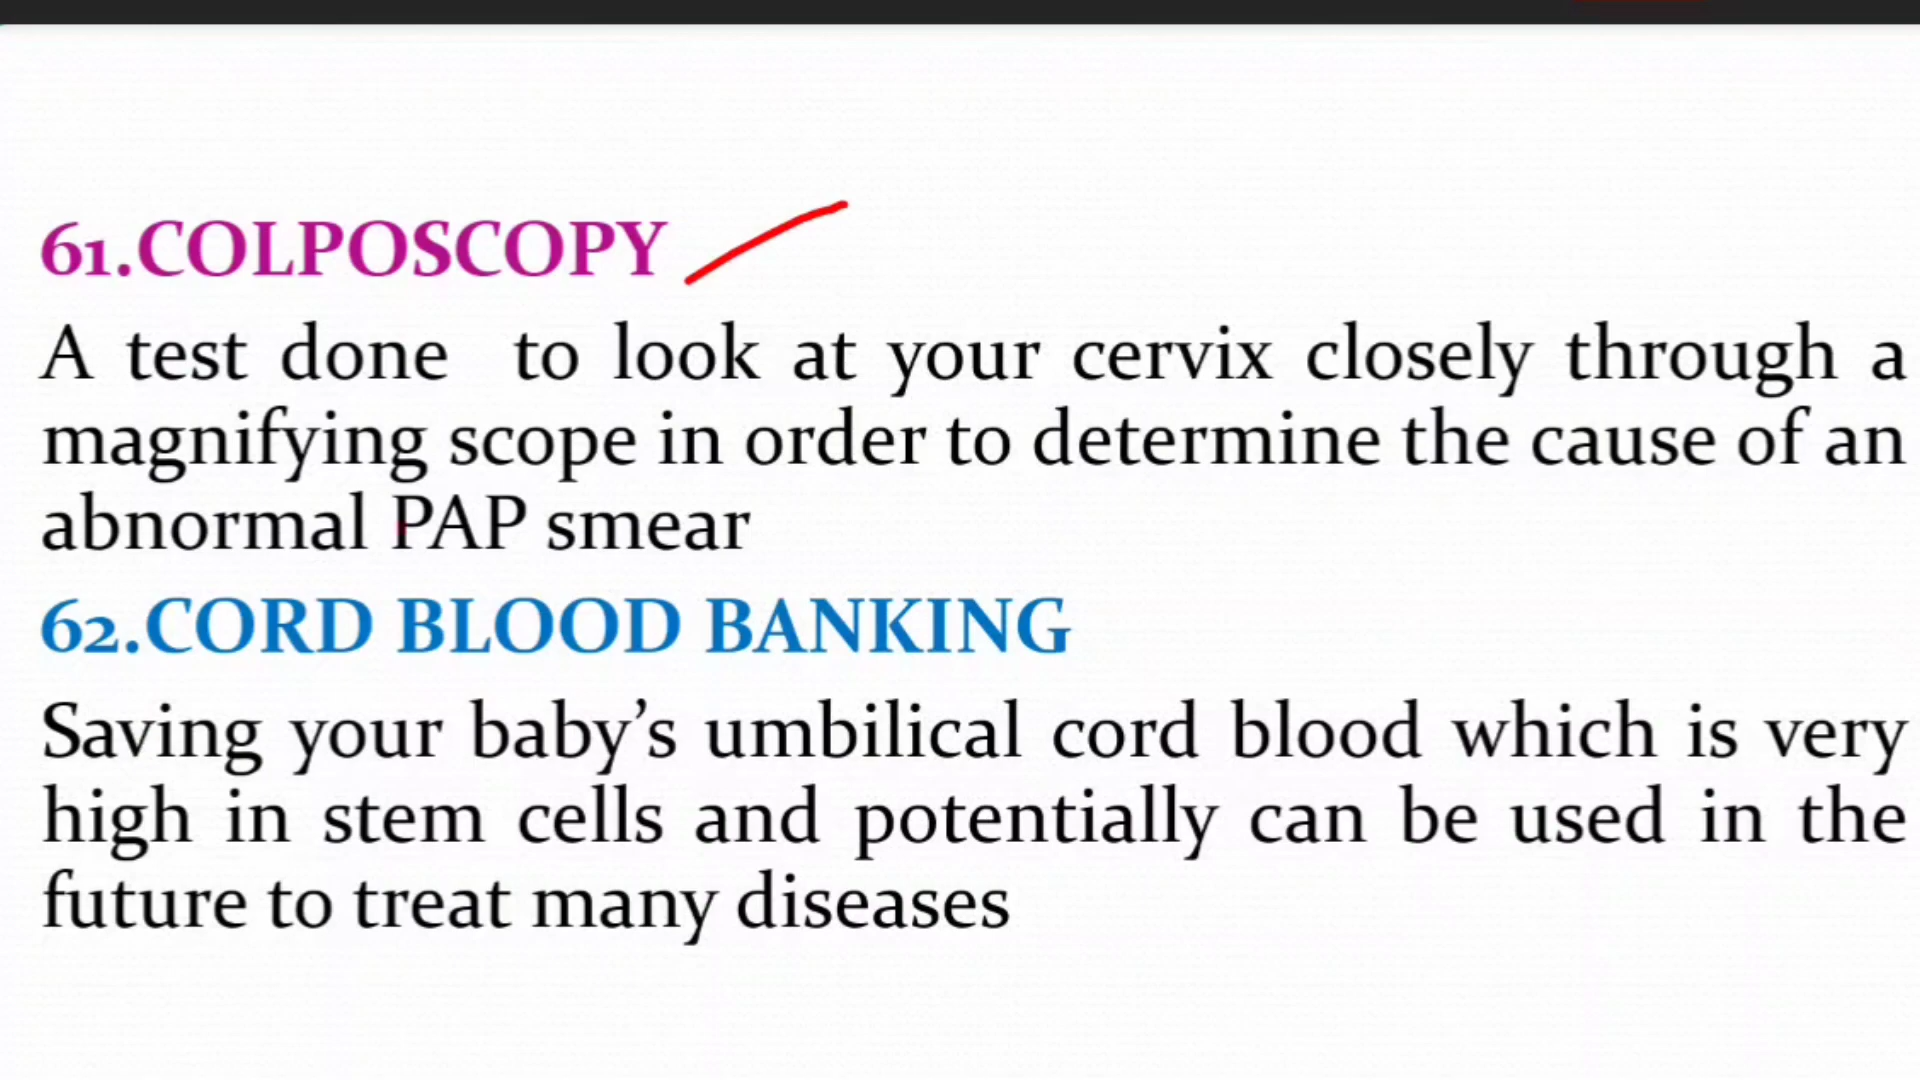 61.COLPOSCOPY
A test done to look at your cervix closely through a
magnifying scope in order to determine the cause of an
abnormal PAP smear
62.CORD BLOOD BANKING
Saving your baby’s umbilical cord blood which is very
high in stem cells and potentially can be used in the
future to treat many diseases